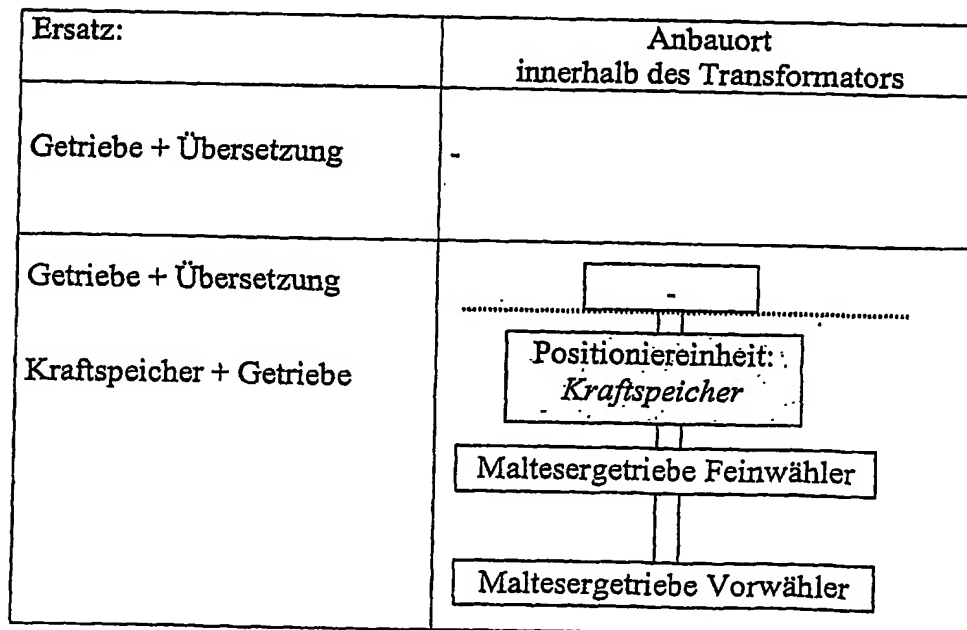 Ersatz:
Anbauort
innerhalb des Transformators
Getriebe + Übersetzung
-
Getriebe + Übersetzung
-
Kraftspeicher + Getriebe
Positioniereinheit:
Kraftspeicher
Maltesergetriebe Feinwähler
Maltesergetriebe Vorwähler